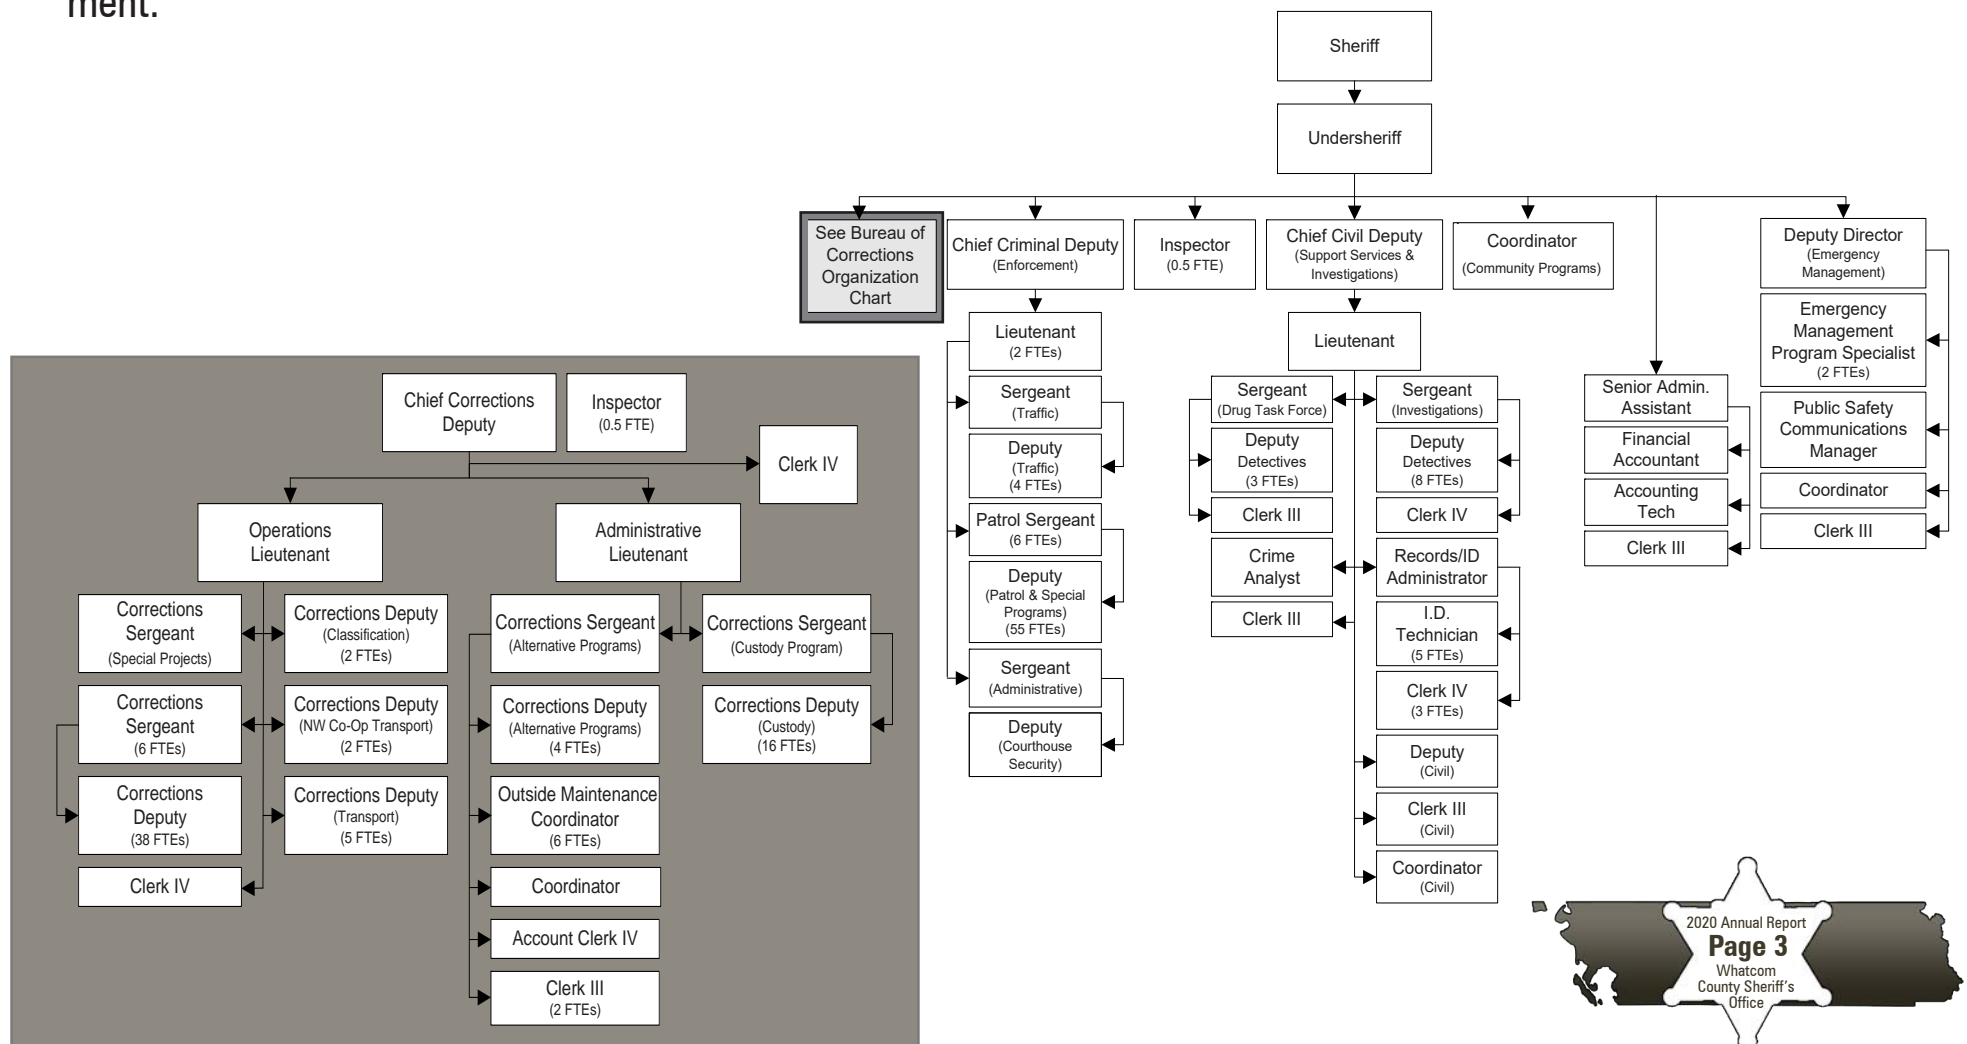 ment.
Sheriff
Undersheriff
See Bureau of
Corrections
Organization
Chart
Chief Criminal Deputy
(Enforcement)
Inspector
(0.5 FTE)
Chief Civil Deputy
(Support Services &
Investigations)
Coordinator
(Community Programs)
Deputy Director
(Emergency
Management)
Lieutenant
(2 FTEs)
Sergeant
(Traffic)
Deputy
(Traffic)
(4 FTEs)
Patrol Sergeant
(6 FTEs)
Deputy
(Patrol & Special
Programs)
(55 FTEs)
Sergeant
(Administrative)
Deputy
(Courthouse
Security)
Lieutenant
Sergeant
(Drug Task Force)
Deputy
Detectives
(3 FTEs)
Clerk III
Crime
Analyst
Clerk III
Sergeant
(Investigations)
Deputy
Detectives
(8 FTEs)
Clerk IV
Records/ID
Administrator
I.D.
Technician
(5 FTEs)
Clerk IV
(3 FTEs)
Deputy
(Civil)
Clerk III
(Civil)
Coordinator
(Civil)
Senior Admin.
Assistant
Financial
Accountant
Accounting
Tech
Clerk III
Emergency
Management
Program Specialist
(2 FTEs)
Public Safety
Communications
Manager
Coordinator
Clerk III
Chief Corrections
Deputy
Inspector
(0.5 FTE)
Clerk IV
Operations
Lieutenant
Administrative
Lieutenant
Corrections
Sergeant
(Special Projects)
Corrections
Sergeant
(6 FTEs)
Corrections
Deputy
(38 FTEs)
Clerk IV
Corrections Deputy
(Classification)
(2 FTEs)
Corrections Deputy
(NW Co-Op Transport)
(2 FTEs)
Corrections Deputy
(Transport)
(5 FTEs)
Corrections Sergeant
(Alternative Programs)
Corrections Deputy
(Alternative Programs)
(4 FTEs)
Outside Maintenance
Coordinator
(6 FTEs)
Coordinator
Account Clerk IV
Clerk III
(2 FTEs)
Corrections Sergeant
(Custody Program)
Corrections Deputy
(Custody)
(16 FTEs)
2020 Annual Report
Page 3
Whatcom
County Sheriff's
Office